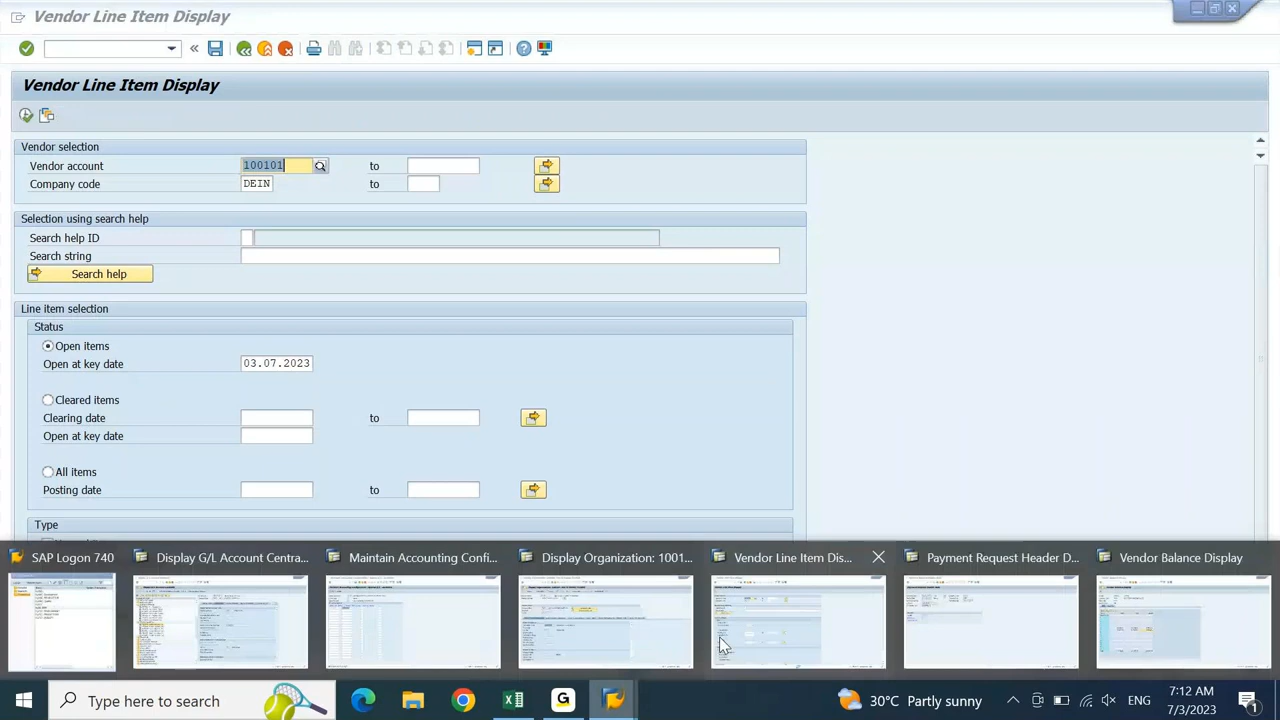 Vendor Line Item Display
Vendor Line Item Display
Vendor selection
Vendor account 100101 to
Company code DEIN to
Selection using search help
Search help ID
Search string
Search help
Line item selection
Status
Open items
Open at key date 03.07.2023
Cleared items
Clearing date to
Open at key date
All items
Posting date to
Type
SAP Logon 740 Display G/L Account Centra... Maintain Accounting Confi... Display Organization: 1001... Vendor Line Item Dis... Payment Request Header D... Vendor Balance Display
Type here to search 30°C Partly sunny ENG 7:12 AM
7/3/2023 1